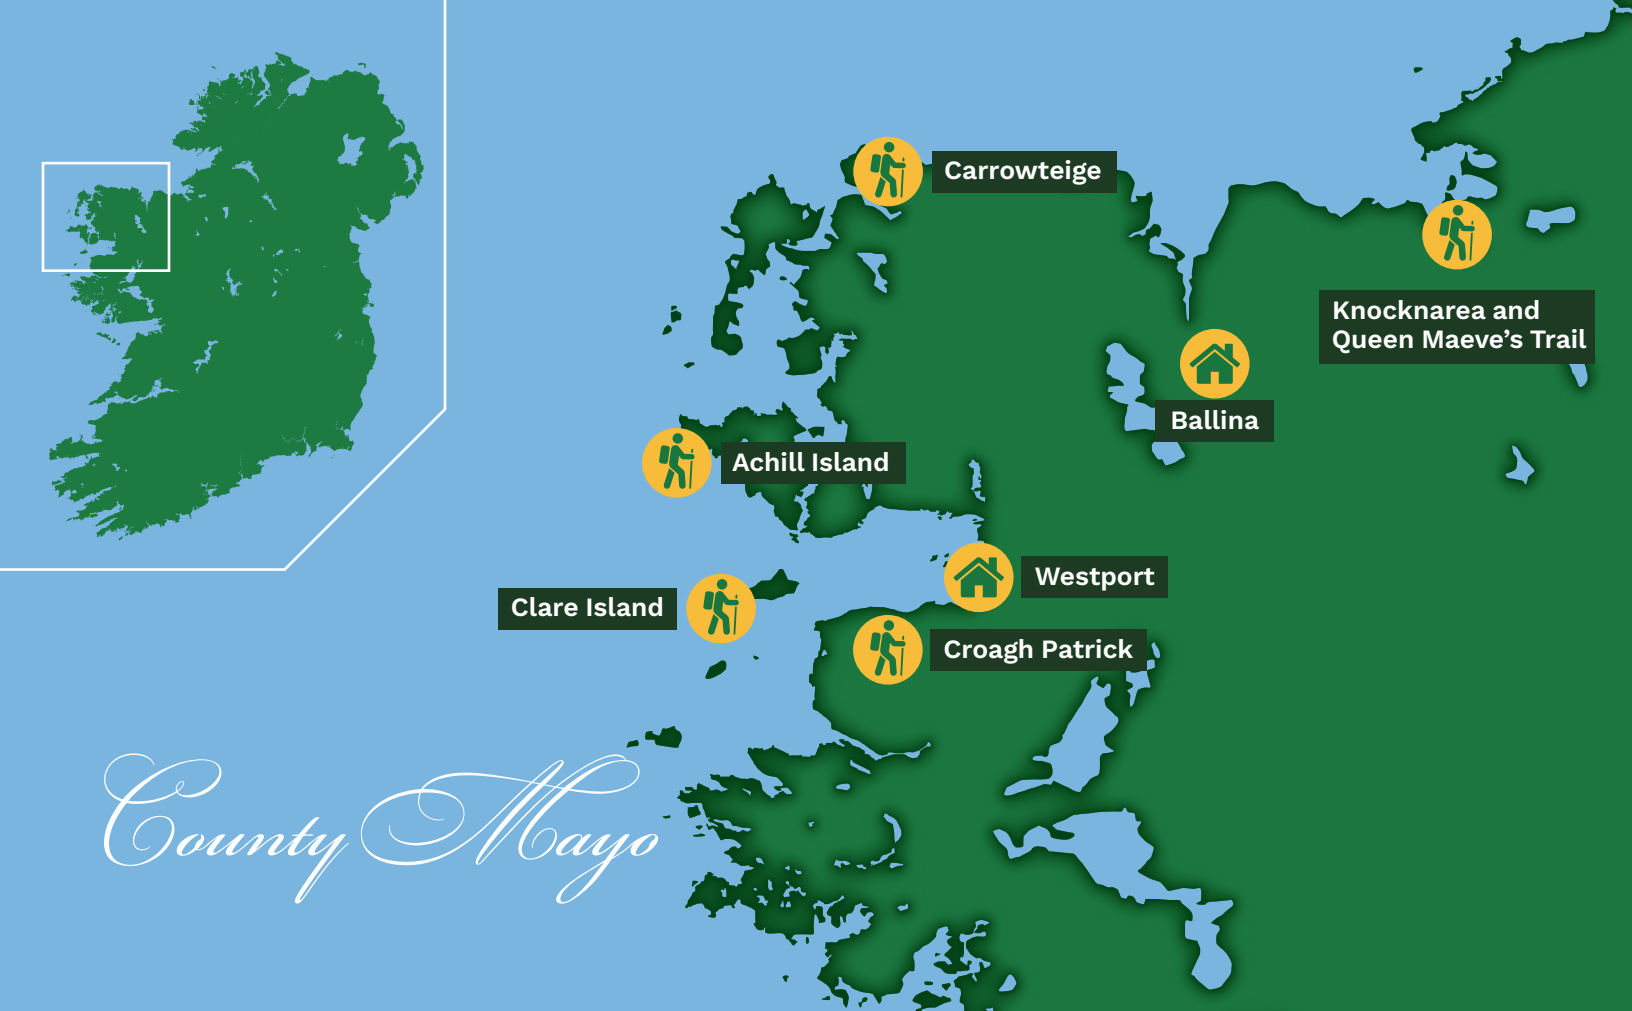 Carrowteige
Knocknarea and
Queen Maeve’s Trail
Ballina
Achill Island
Westport
Clare Island
Croagh Patrick
County Mayo